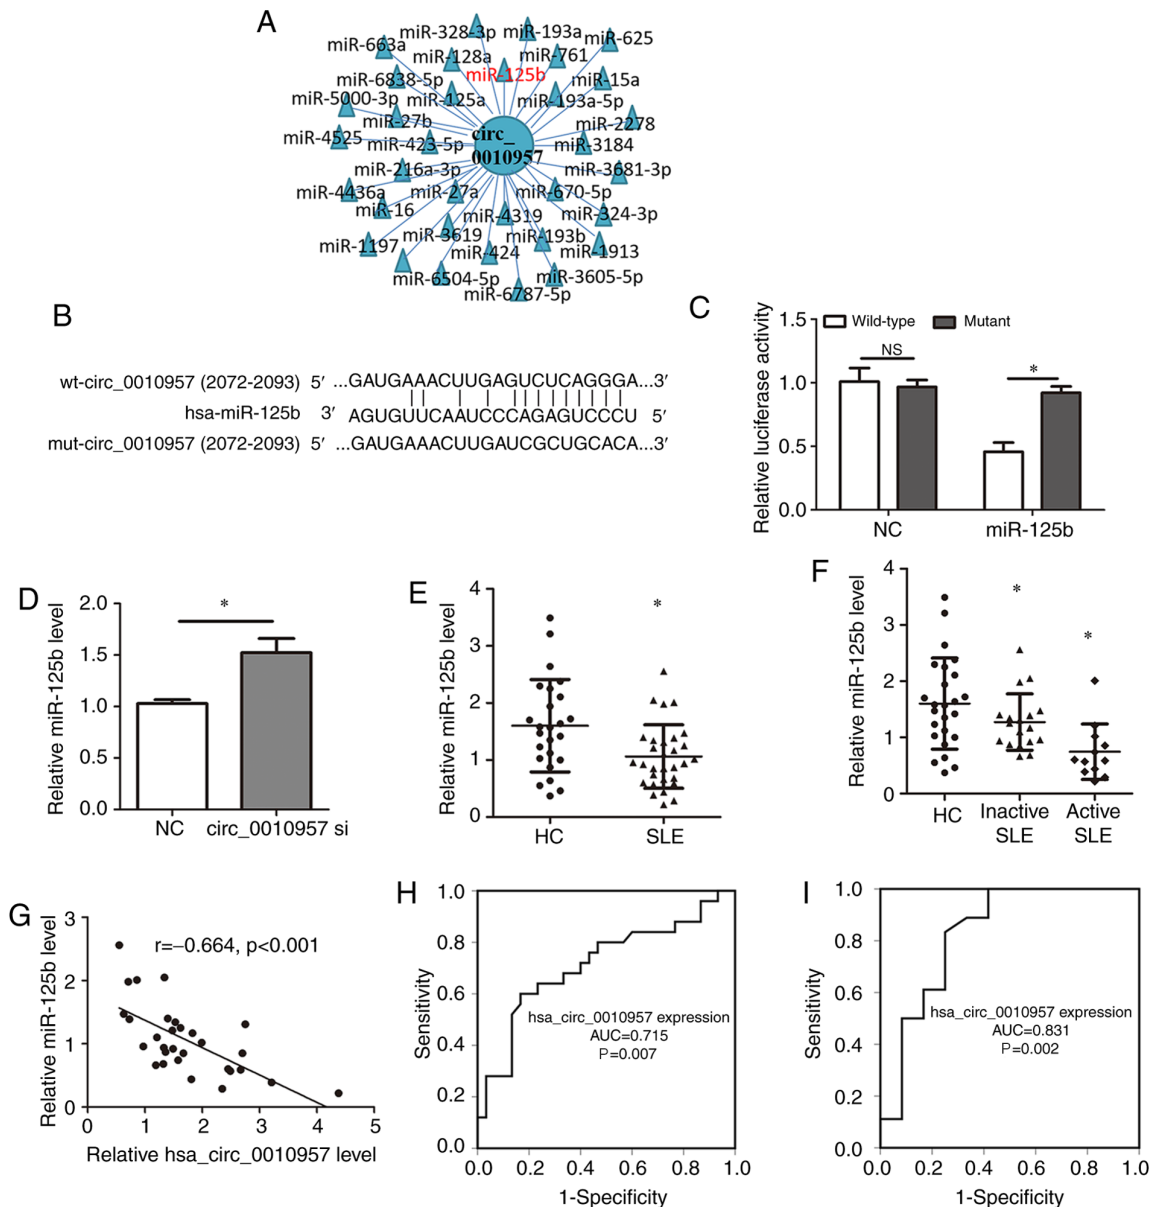 A
miR-328-3p miR-193a
miR-663a miR-625
miR-128a miR-761
miR-125b
miR-6838-5p miR-15a
miR-5000-3p miR-125a miR-193a-5p
miR-27b miR-2278
miR-4525 miR-423-5p circ_ miR-3184
0010957
miR-216a-3p miR-3681-3p
miR-4436a miR-27a miR-670-5p
miR-16 miR-4319 miR-324-3p
miR-1197 miR-3619 miR-193b
miR-424 miR-1913
miR-6504-5p miR-3605-5p
miR-6787-5p
B
wt-circ_0010957 (2072-2093) 5′ ...GAUGAAACUUGAGUCUCAGGGA...3′
hsa-miR-125b 3′ AGUGUUCAAUCCCAGAGUCCCU 5′
mut-circ_0010957 (2072-2093) 5′ ...GAUGAAACUUGAUCGCUGCACA...3′
C
Relative luciferase activity
1.5
1.0
0.5
0.0
Wild-type Mutant
NS
*
NC miR-125b
D
Relative miR-125b level
2.0
1.5
1.0
0.5
0.0
*
NC circ_0010957 si
E
Relative miR-125b level
4
3
2
1
0
*
HC SLE
F
Relative miR-125b level
4
3
2
1
0
*
*
HC Inactive SLE Active SLE
G
Relative miR-125b level
3
2
1
0
r=−0.664, p<0.001
0 1 2 3 4 5
Relative hsa_circ_0010957 level
H
Sensitivity
1.0
0.8
0.6
0.4
0.2
0.0
hsa_circ_0010957 expression
AUC=0.715
P=0.007
0.0 0.2 0.4 0.6 0.8 1.0
1-Specificity
I
Sensitivity
1.0
0.8
0.6
0.4
0.2
0.0
hsa_circ_0010957 expression
AUC=0.831
P=0.002
0.0 0.2 0.4 0.6 0.8 1.0
1-Specificity